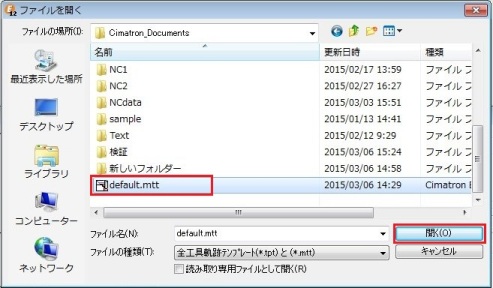 ファイルを開く
ファイルの場所(I): Cimatron_Documents
名前 更新日時 種類
NC1 2015/02/17 13:59 ファイル フ
NC2 2015/02/27 16:27 ファイル フ
NCdata 2015/03/03 15:51 ファイル フ
sample 2015/01/13 14:41 ファイル フ
Text 2015/02/12 9:29 ファイル フ
検証 2015/03/06 15:24 ファイル フ
新しいフォルダー 2015/03/06 14:58 ファイル フ
default.mtt 2015/03/06 14:29 Cimatron E
最近表示した場所
デスクトップ
ライブラリ
コンピューター
ネットワーク
ファイル名(N): default.mtt 開く(O)
ファイルの種類(T): 全工具軌跡テンプレート(*.tpt) と (*.mtt) キャンセル
読み取り専用ファイルとして開く(R)